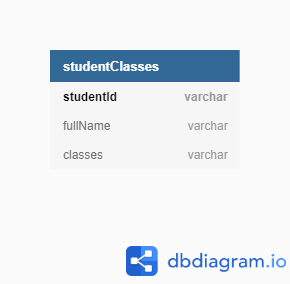 studentClasses
studentId varchar
fullName varchar
classes varchar
dbdiagram.io